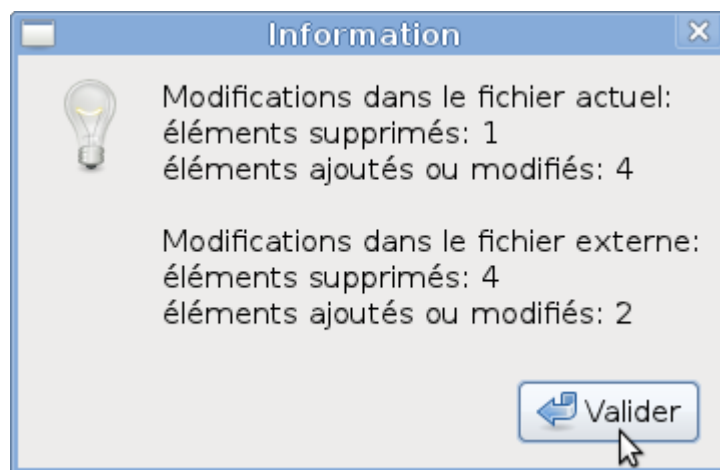 Information
Modifications dans le fichier actuel:
éléments supprimés: 1
éléments ajoutés ou modifiés: 4
Modifications dans le fichier externe:
éléments supprimés: 4
éléments ajoutés ou modifiés: 2
Valider